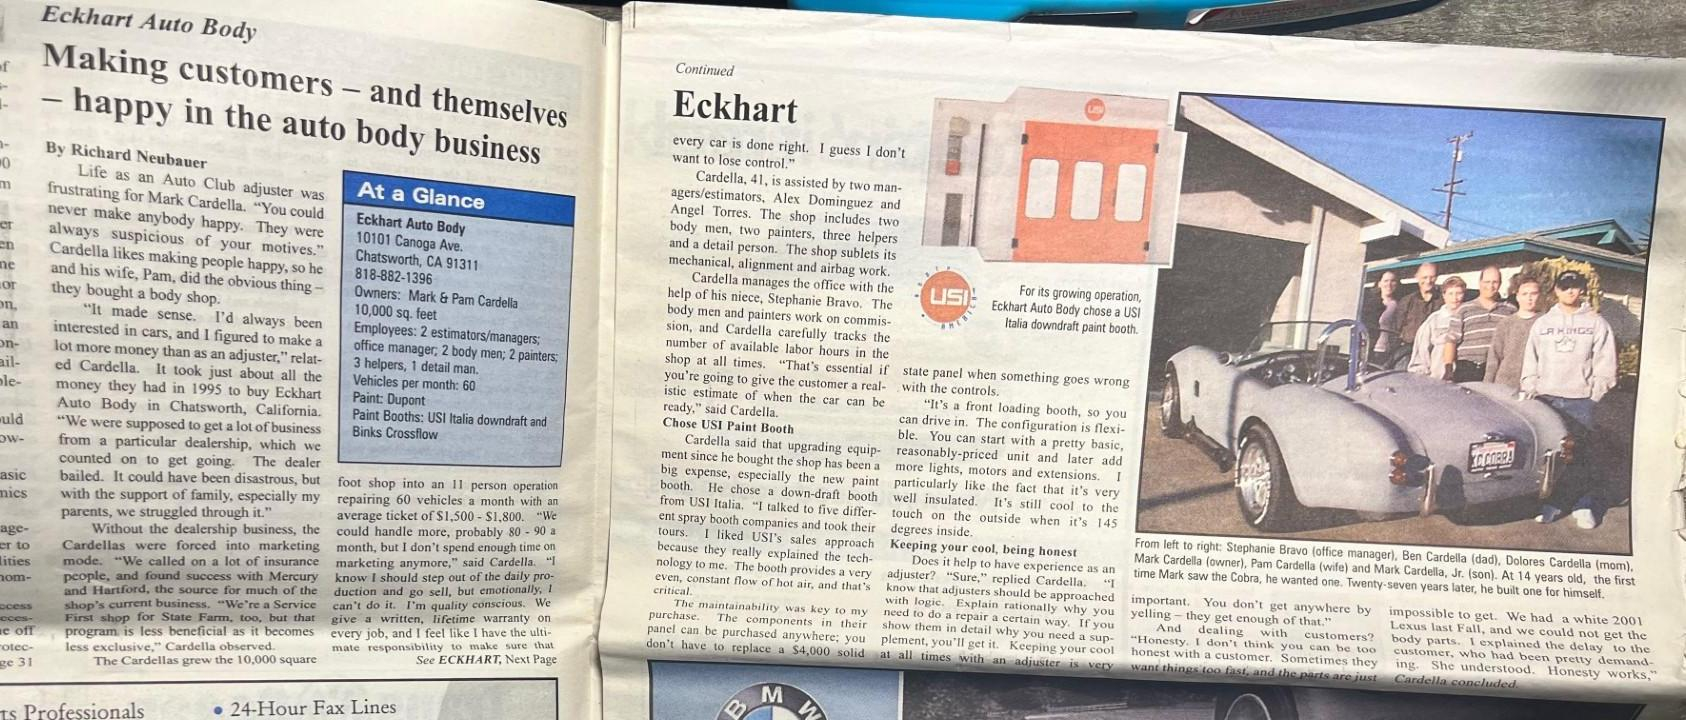 Eckhart Auto Body
Making customers – and themselves
– happy in the auto body business
By Richard Neubauer
Life as an Auto Club adjuster was
frustrating for Mark Cardella. “You could
never make anybody happy. They were
always suspicious of your motives.”
Cardella likes making people happy, so he
and his wife, Pam, did the obvious thing –
they bought a body shop.
“It made sense. I’d always been
interested in cars, and I figured to make a
lot more money than as an adjuster,” relat-
ed Cardella. It took just about all the
money they had in 1995 to buy Eckhart
Auto Body in Chatsworth, California.
“We were supposed to get a lot of business
from a particular dealership, which we
counted on to get going. The dealer
bailed. It could have been disastrous, but
with the support of family, especially my
parents, we struggled through it.”
Without the dealership business, the
Cardellas were forced into marketing
mode. “We called on a lot of insurance
people, and found success with Mercury
and Hartford, the source for much of the
shop’s current business. “We’re a Service
First shop for State Farm, too, but that
program is less beneficial as it becomes
less exclusive,” Cardella observed.
The Cardellas grew the 10,000 square
At a Glance
Eckhart Auto Body
10101 Canoga Ave.
Chatsworth, CA 91311
818-882-1396
Owners: Mark & Pam Cardella
10,000 sq. feet
Employees: 2 estimators/managers;
office manager; 2 body men; 2 painters;
3 helpers, 1 detail man.
Vehicles per month: 60
Paint: Dupont
Paint Booths: USI Italia downdraft and
Binks Crossflow
foot shop into an 11 person operation
repairing 60 vehicles a month with an
average ticket of $1,500 - $1,800. “We
could handle more, probably 80 - 90 a
month, but I don’t spend enough time on
marketing anymore,” said Cardella. “I
know I should step out of the daily pro-
duction and go sell, but emotionally, I
can’t do it. I’m quality conscious. We
give a written, lifetime warranty on
every job, and I feel like I have the ulti-
mate responsibility to make sure that
See ECKHART, Next Page
ts Professionals
• 24-Hour Fax Lines
Continued
Eckhart
every car is done right. I guess I don’t
want to lose control.”
Cardella, 41, is assisted by two man-
agers/estimators, Alex Dominguez and
Angel Torres. The shop includes two
body men, two painters, three helpers
and a detail person. The shop sublets its
mechanical, alignment and airbag work.
Cardella manages the office with the
help of his niece, Stephanie Bravo. The
body men and painters work on commis-
sion, and Cardella carefully tracks the
number of available labor hours in the
shop at all times. “That’s essential if
you’re going to give the customer a real-
istic estimate of when the car can be
ready,” said Cardella.
Chose USI Paint Booth
Cardella said that upgrading equip-
ment since he bought the shop has been a
big expense, especially the new paint
booth. He chose a down-draft booth
from USI Italia. “I talked to five differ-
ent spray booth companies and took their
tours. I liked USI’s sales approach
because they really explained the tech-
nology to me. The booth provides a very
even, constant flow of hot air, and that’s
critical.
The maintainability was key to my
purchase. The components in their
panel can be purchased anywhere; you
don’t have to replace a $4,000 solid
USI
USI
For its growing operation,
Eckhart Auto Body chose a USI
Italia downdraft paint booth.
state panel when something goes wrong
with the controls.
“It’s a front loading booth, so you
can drive in. The configuration is flexi-
ble. You can start with a pretty basic,
reasonably-priced unit and later add
more lights, motors and extensions. I
particularly like the fact that it’s very
well insulated. It’s still cool to the
touch on the outside when it’s 145
degrees inside.
Keeping your cool, being honest
Does it help to have experience as an
adjuster? “Sure,” replied Cardella. “I
know that adjusters should be approached
with logic. Explain rationally why you
need to do a repair a certain way. If you
show them in detail why you need a sup-
plement, you’ll get it. Keeping your cool
at all times with an adjuster is very
LA KINGS
From left to right: Stephanie Bravo (office manager), Ben Cardella (dad), Dolores Cardella (mom),
Mark Cardella (owner), Pam Cardella (wife) and Mark Cardella, Jr. (son). At 14 years old, the first
time Mark saw the Cobra, he wanted one. Twenty-seven years later, he built one for himself.
important. You don’t get anywhere by
yelling – they get enough of that.”
And dealing with customers?
“Honesty. I don’t think you can be too
honest with a customer. Sometimes they
want things too fast, and the parts are just
impossible to get. We had a white 2001
Lexus last Fall, and we could not get the
body parts. I explained the delay to the
customer, who had been pretty demand-
ing. She understood. Honesty works,”
Cardella concluded.
BMW